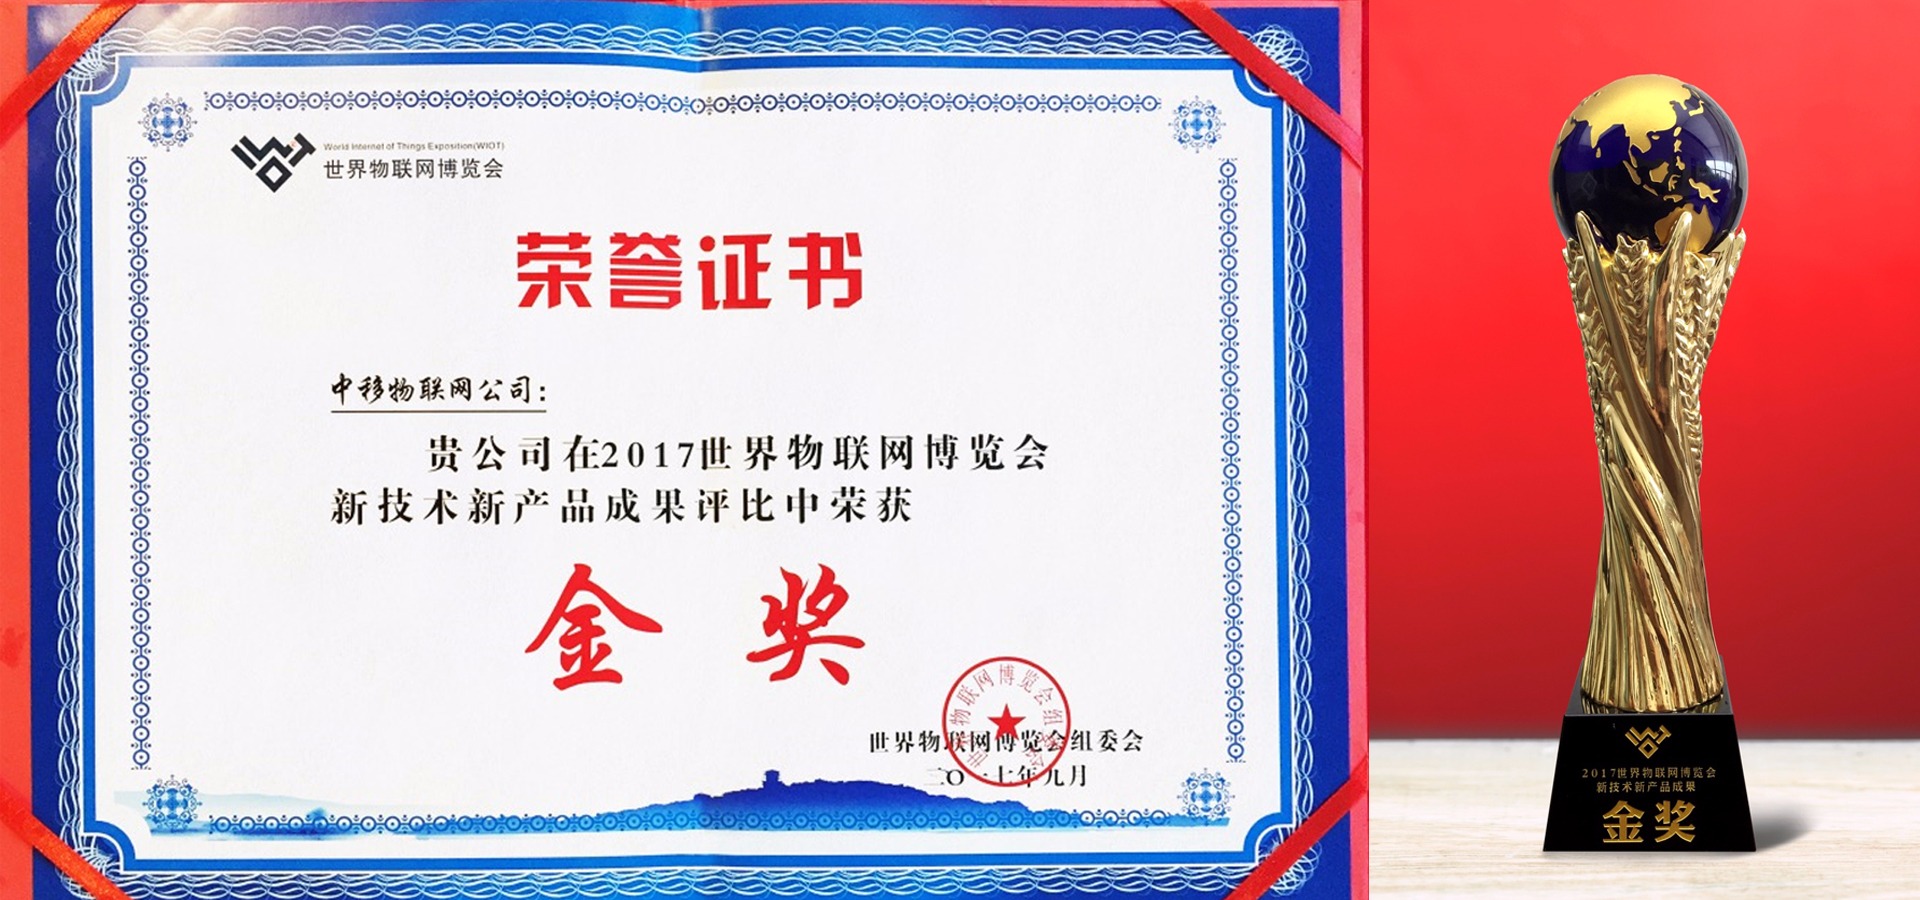 World Internet of Things Exposition(WIOT)
世界物联网博览会
荣誉证书
中移物联网公司:
贵公司在2017世界物联网博览会
新技术新产品成果评比中荣获
金奖
世界物联网博览会组委会
二〇一七年九月
物联网博览会组
WIOT
2017世界物联网博览会
新技术新产品成果
金奖